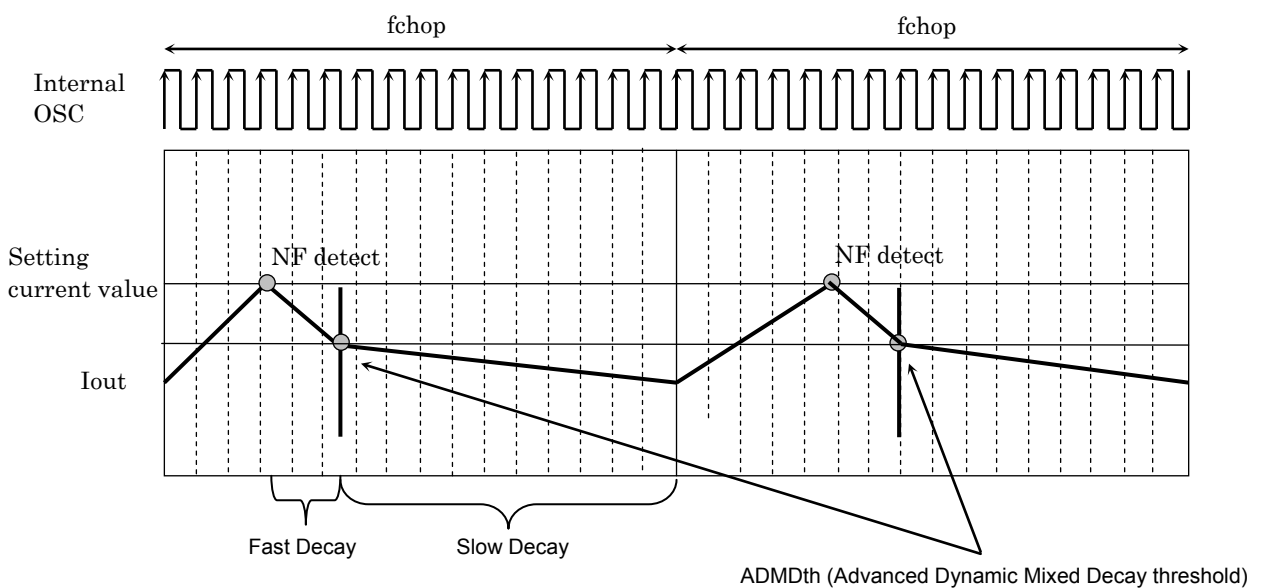 fchop
fchop
Internal
OSC
Setting
current value
NF detect
NF detect
Iout
Fast Decay
Slow Decay
ADMDth (Advanced Dynamic Mixed Decay threshold)